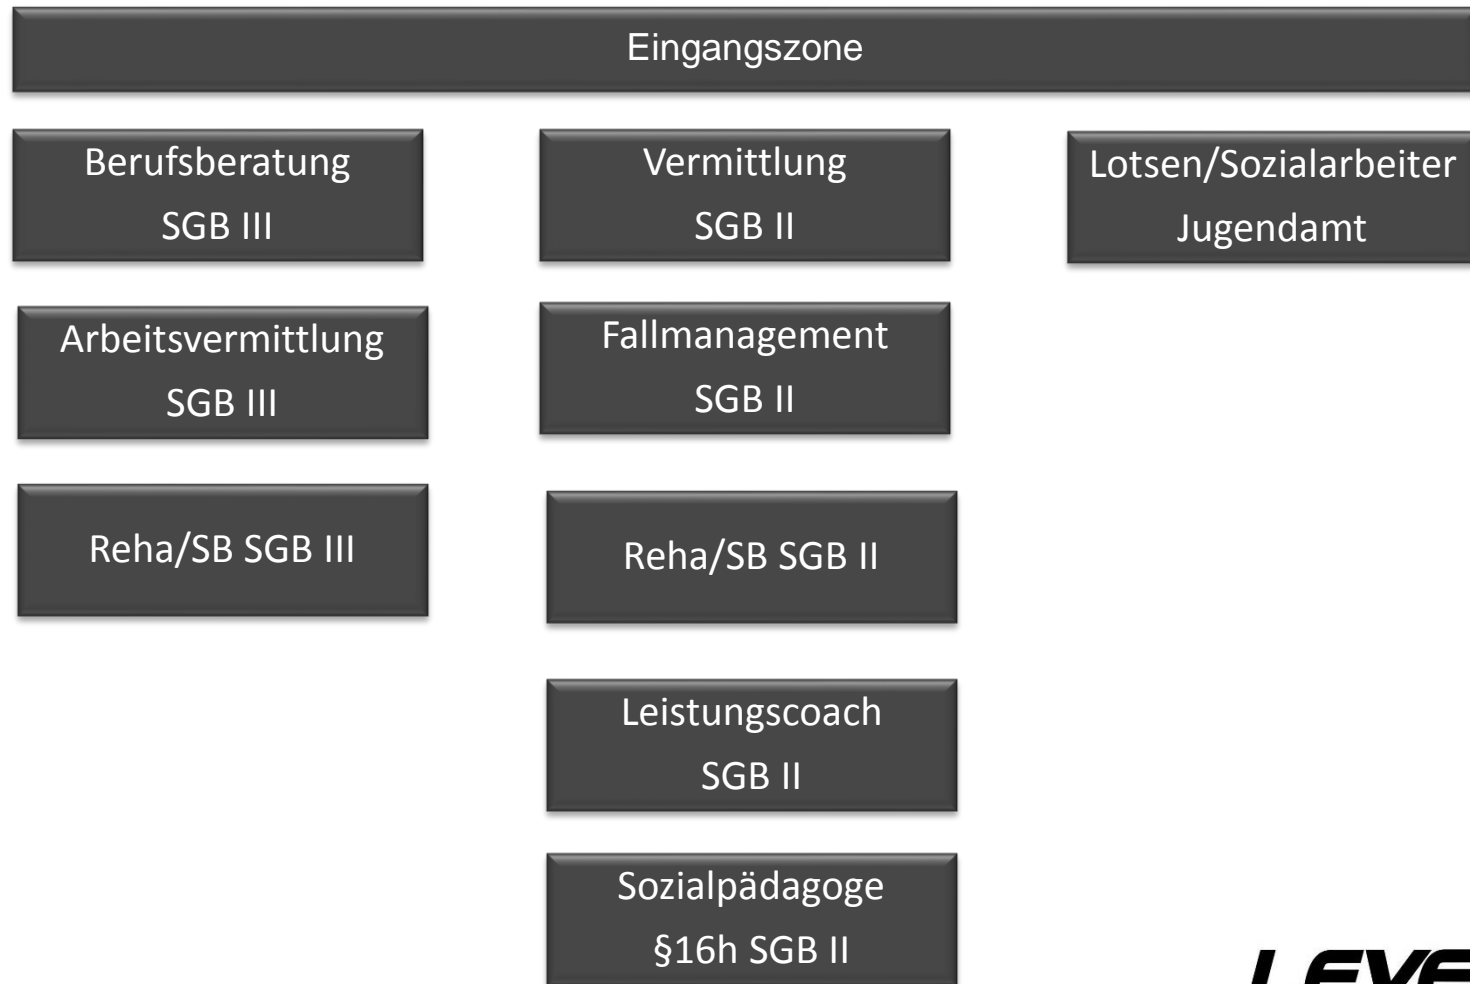 Eingangszone
Berufsberatung
SGB III
Vermittlung
SGB II
Lotsen/Sozialarbeiter
Jugendamt
Arbeitsvermittlung
SGB III
Fallmanagement
SGB II
Reha/SB SGB III
Reha/SB SGB II
Leistungscoach
SGB II
Sozialpädagoge
§16h SGB II